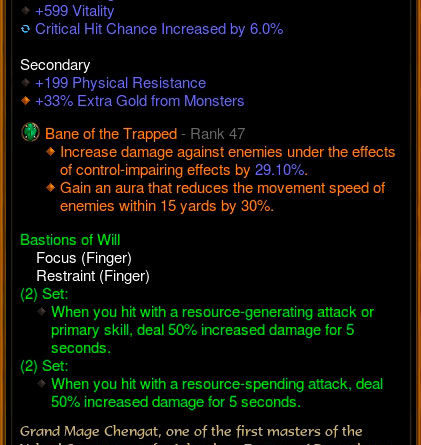 +599 Vitality
Critical Hit Chance Increased by 6.0%
Secondary
+199 Physical Resistance
+33% Extra Gold from Monsters
Bane of the Trapped - Rank 47
Increase damage against enemies under the effects
of control-impairing effects by 29.10%.
Gain an aura that reduces the movement speed of
enemies within 15 yards by 30%.
Bastions of Will
Focus (Finger)
Restraint (Finger)
(2) Set:
When you hit with a resource-generating attack or
primary skill, deal 50% increased damage for 5
seconds.
(2) Set:
When you hit with a resource-spending attack, deal
50% increased damage for 5 seconds.
Grand Mage Chengat, one of the first masters of the